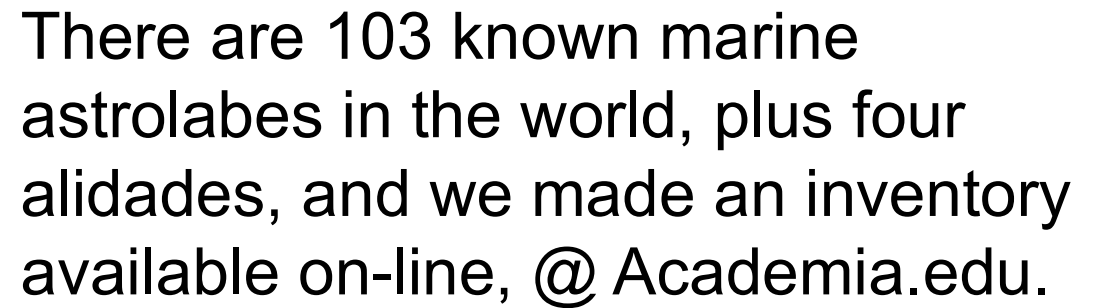 There are 103 known marine
astrolabes in the world, plus four
alidades, and we made an inventory
available on-line, @ Academia.edu.